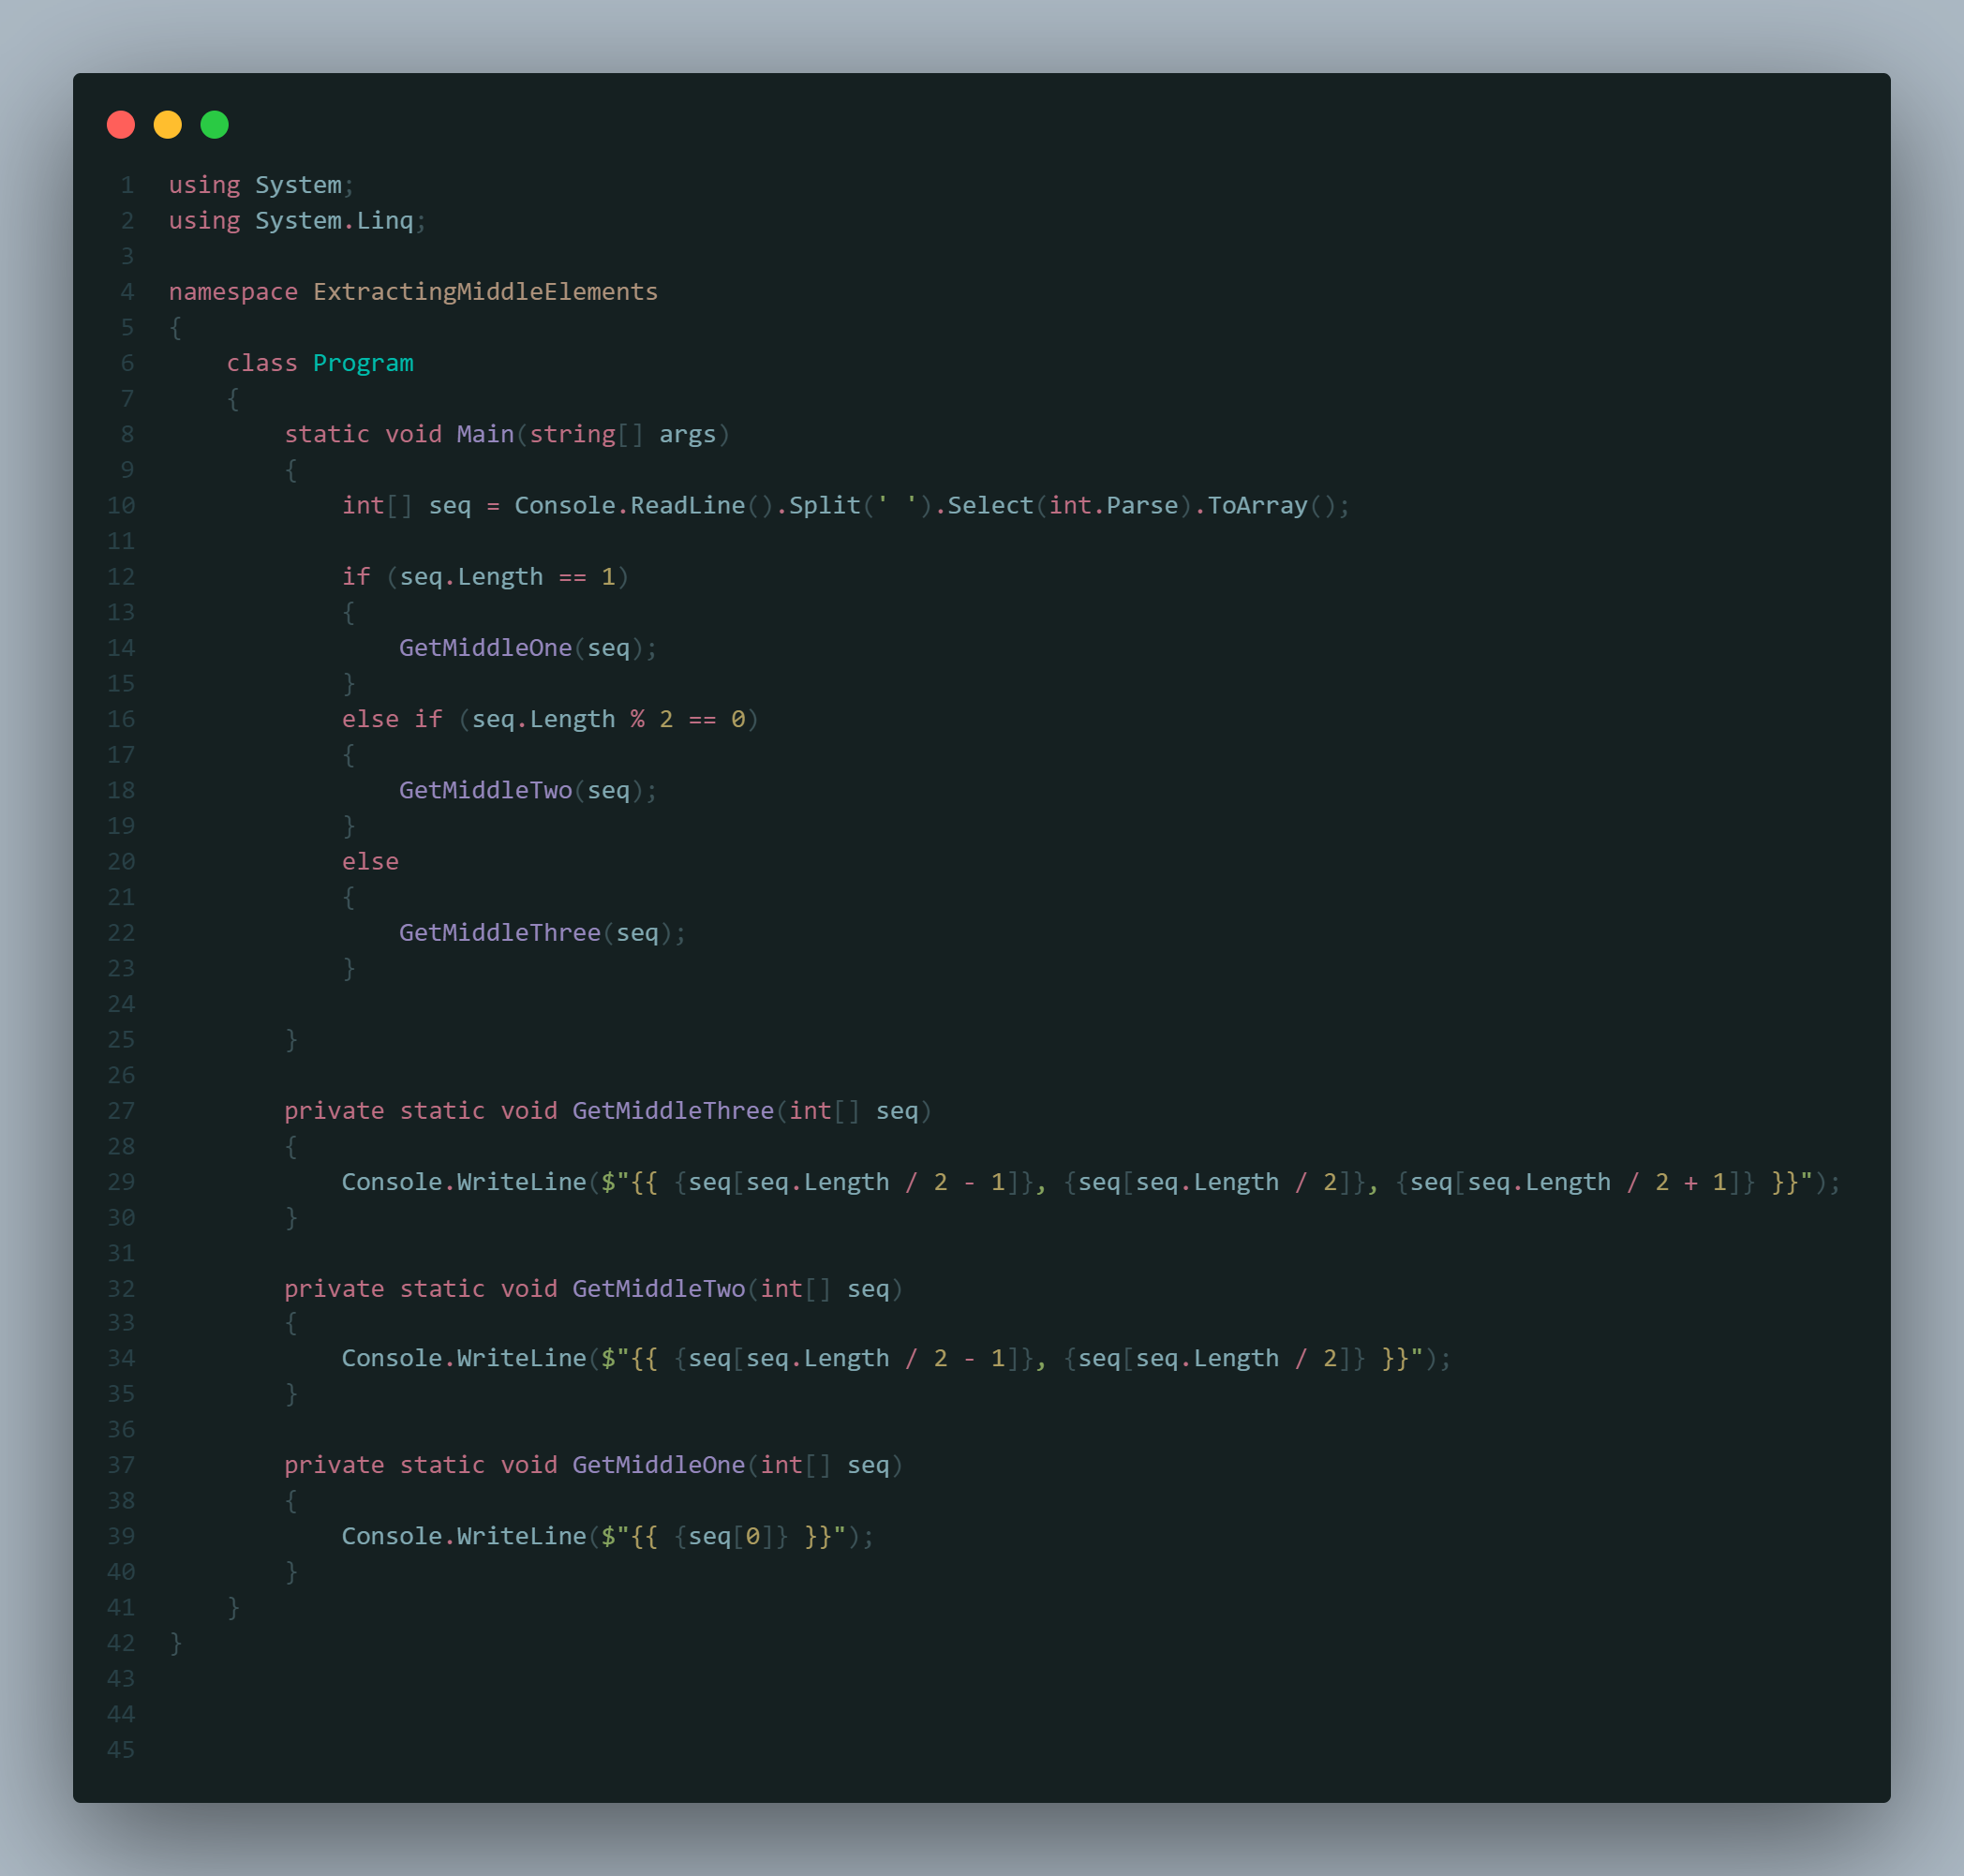 1 using System;
2 using System.Linq;
3
4 namespace ExtractingMiddleElements
5 {
6     class Program
7     {
8         static void Main(string[] args)
9         {
10             int[] seq = Console.ReadLine().Split(' ').Select(int.Parse).ToArray();
11
12             if (seq.Length == 1)
13             {
14                 GetMiddleOne(seq);
15             }
16             else if (seq.Length % 2 == 0)
17             {
18                 GetMiddleTwo(seq);
19             }
20             else
21             {
22                 GetMiddleThree(seq);
23             }
24
25         }
26
27         private static void GetMiddleThree(int[] seq)
28         {
29             Console.WriteLine($"{{ {seq[seq.Length / 2 - 1]}, {seq[seq.Length / 2]}, {seq[seq.Length / 2 + 1]} }}");
30         }
31
32         private static void GetMiddleTwo(int[] seq)
33         {
34             Console.WriteLine($"{{ {seq[seq.Length / 2 - 1]}, {seq[seq.Length / 2]} }}");
35         }
36
37         private static void GetMiddleOne(int[] seq)
38         {
39             Console.WriteLine($"{{ {seq[0]} }}");
40         }
41     }
42 }
43
44
45